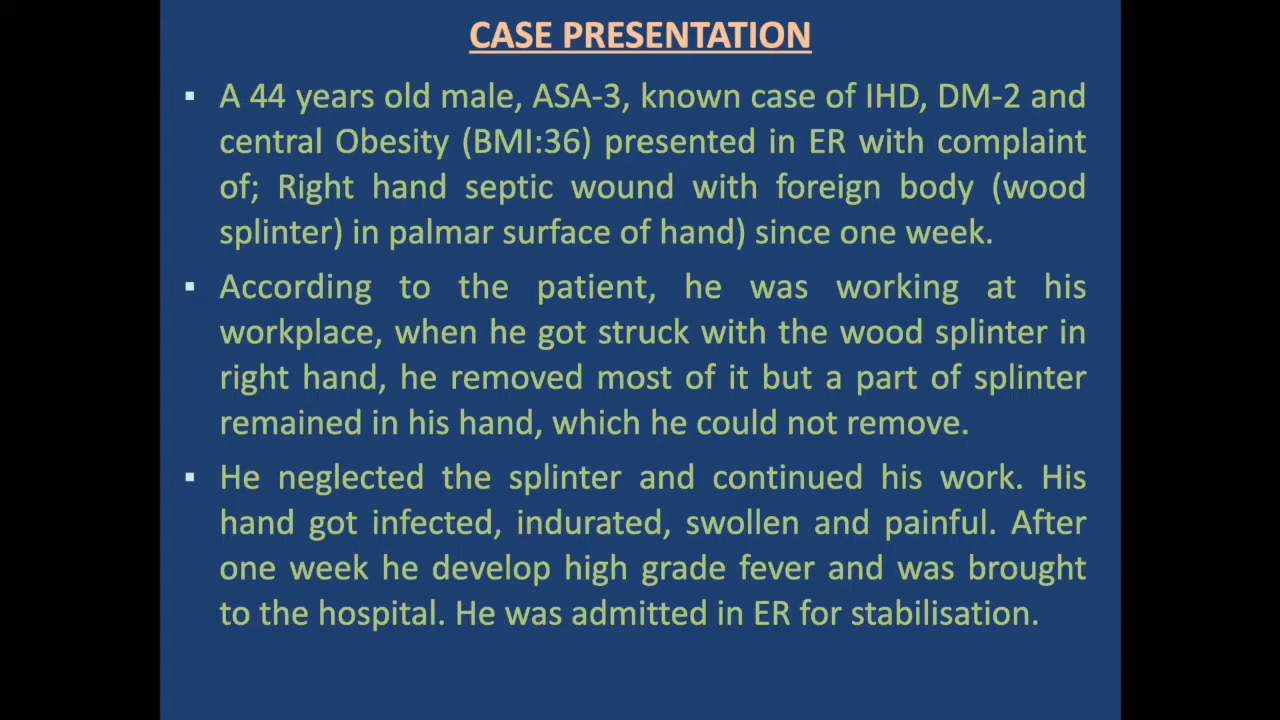 CASE PRESENTATION
▪ A 44 years old male, ASA-3, known case of IHD, DM-2 and
central Obesity (BMI:36) presented in ER with complaint
of; Right hand septic wound with foreign body (wood
splinter) in palmar surface of hand) since one week.
▪ According to the patient, he was working at his
workplace, when he got struck with the wood splinter in
right hand, he removed most of it but a part of splinter
remained in his hand, which he could not remove.
▪ He neglected the splinter and continued his work. His
hand got infected, indurated, swollen and painful. After
one week he develop high grade fever and was brought
to the hospital. He was admitted in ER for stabilisation.